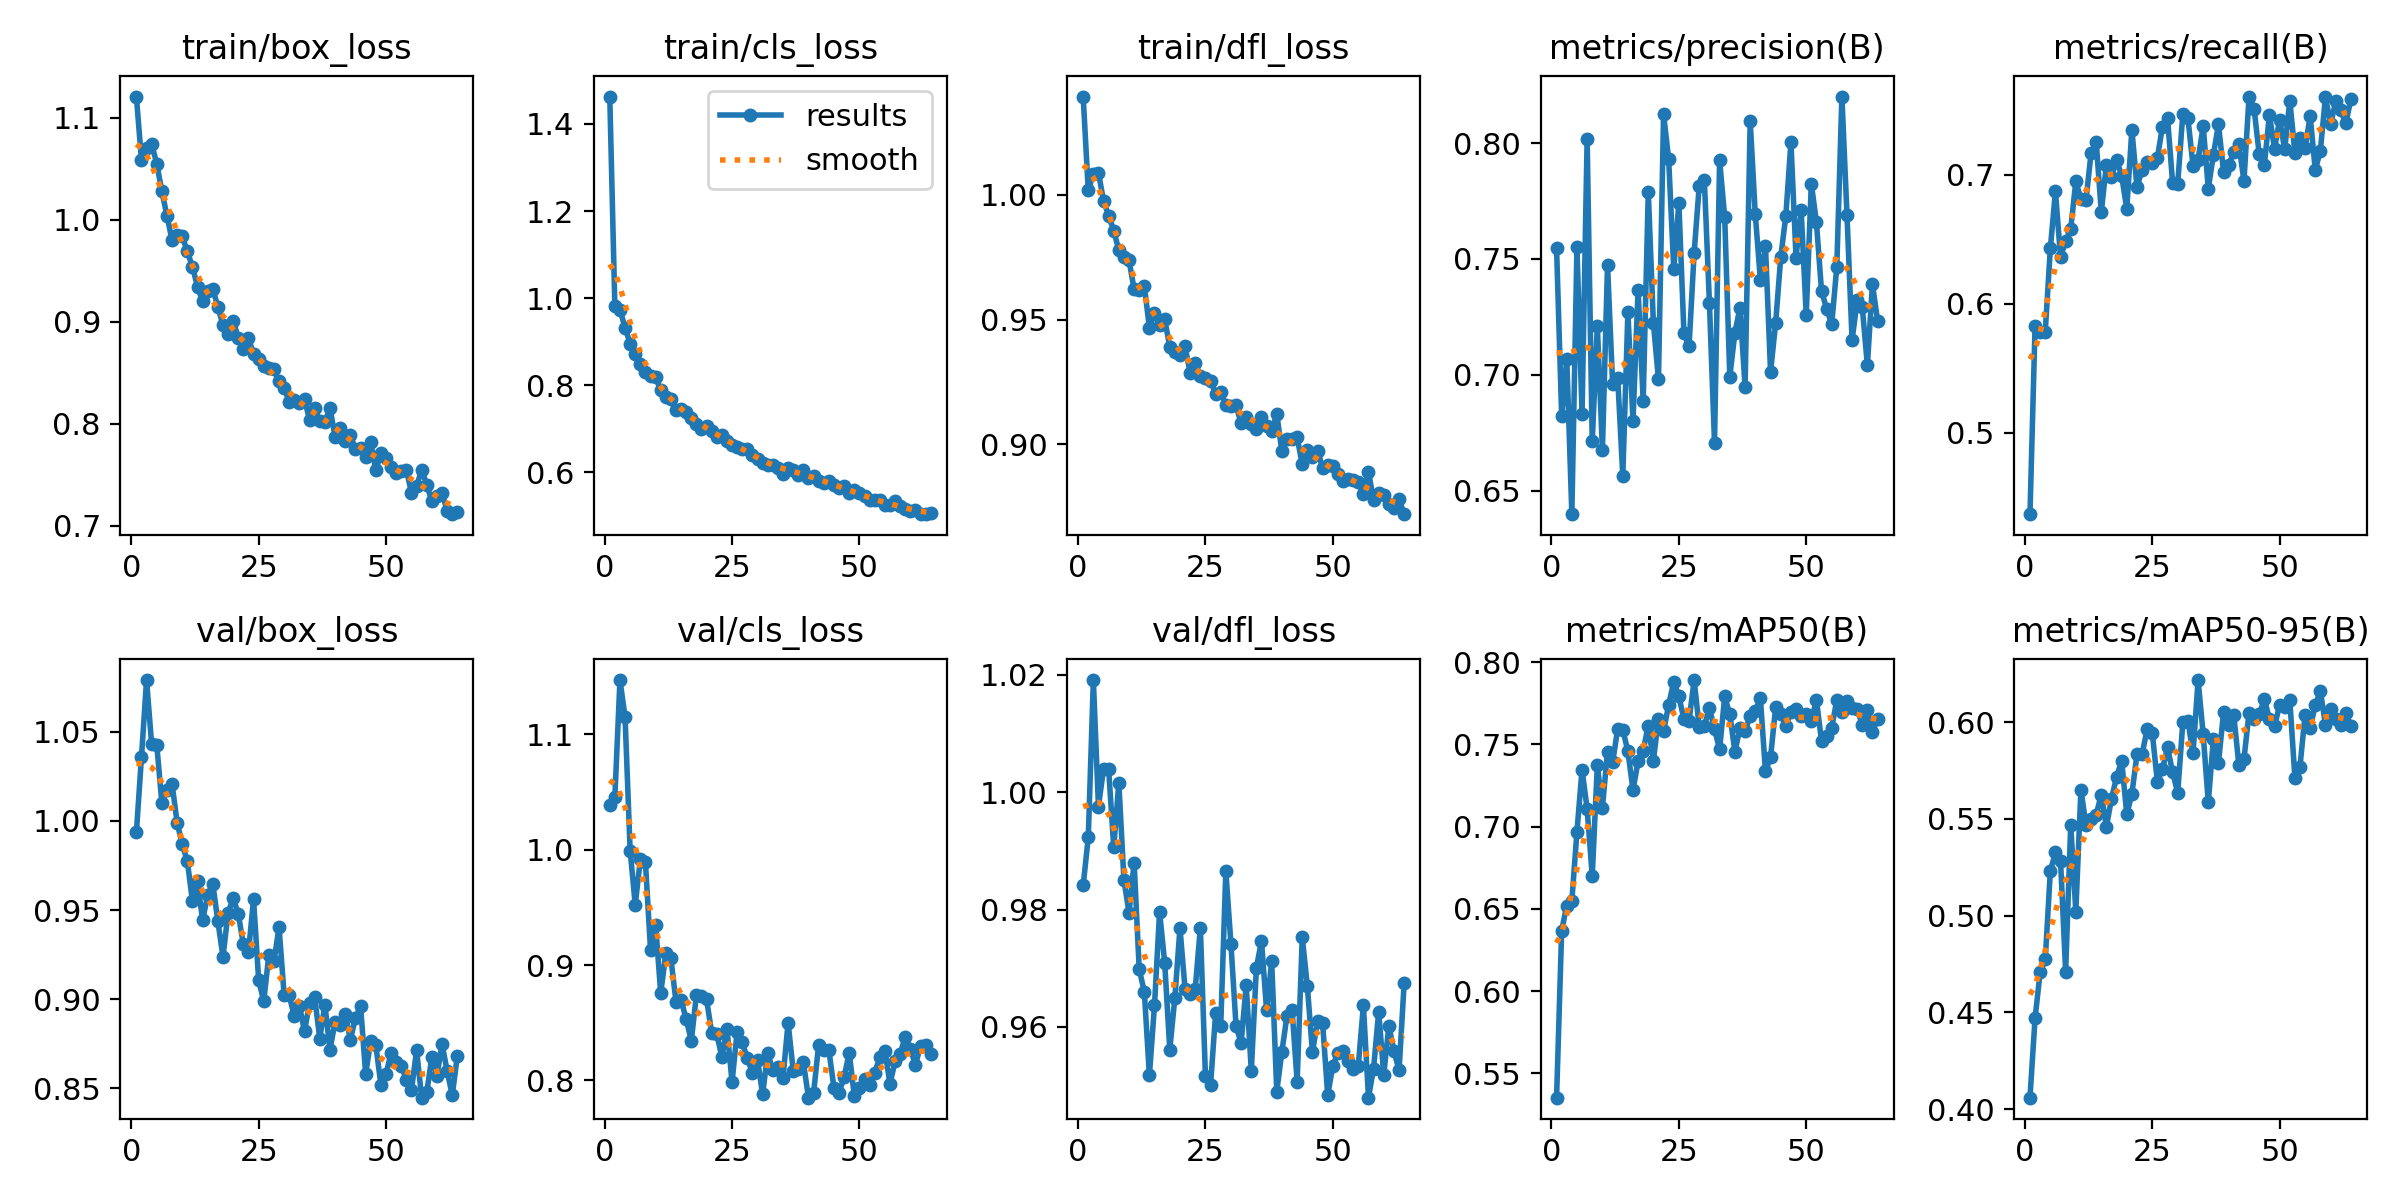 train/box_loss
1.1
1.0
0.9
0.8
0.7
0 25 50
train/cls_loss
results
smooth
1.4
1.2
1.0
0.8
0.6
0 25 50
train/dfl_loss
1.00
0.95
0.90
0 25 50
metrics/precision(B)
0.80
0.75
0.70
0.65
0 25 50
metrics/recall(B)
0.7
0.6
0.5
0 25 50
val/box_loss
1.05
1.00
0.95
0.90
0.85
0 25 50
val/cls_loss
1.1
1.0
0.9
0.8
0 25 50
val/dfl_loss
1.02
1.00
0.98
0.96
0 25 50
metrics/mAP50(B)
0.80
0.75
0.70
0.65
0.60
0.55
0 25 50
metrics/mAP50-95(B)
0.60
0.55
0.50
0.45
0.40
0 25 50